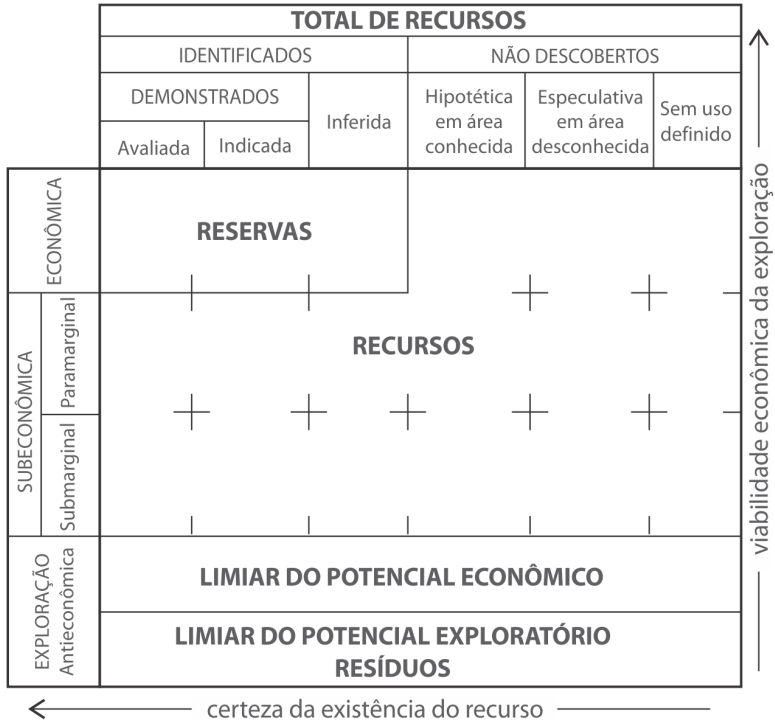 TOTAL DE RECURSOS
IDENTIFICADOS
NÃO DESCOBERTOS
DEMONSTRADOS
Avaliada
Indicada
Inferida
Hipotética
em área
conhecida
Especulativa
em área
desconhecida
Sem uso
definido
ECONÔMICA
RESERVAS
SUBECONÔMICA
Paramarginal
RECURSOS
Submarginal
EXPLORAÇÃO
Antieconômica
LIMIAR DO POTENCIAL ECONÔMICO
LIMIAR DO POTENCIAL EXPLORATÓRIO
RESÍDUOS
viabilidade econômica da exploração
certeza da existência do recurso